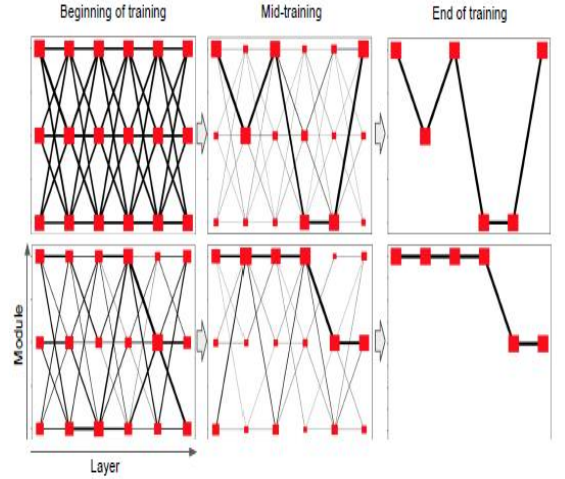 Beginning of training
Mid-training
End of training
Module
Layer